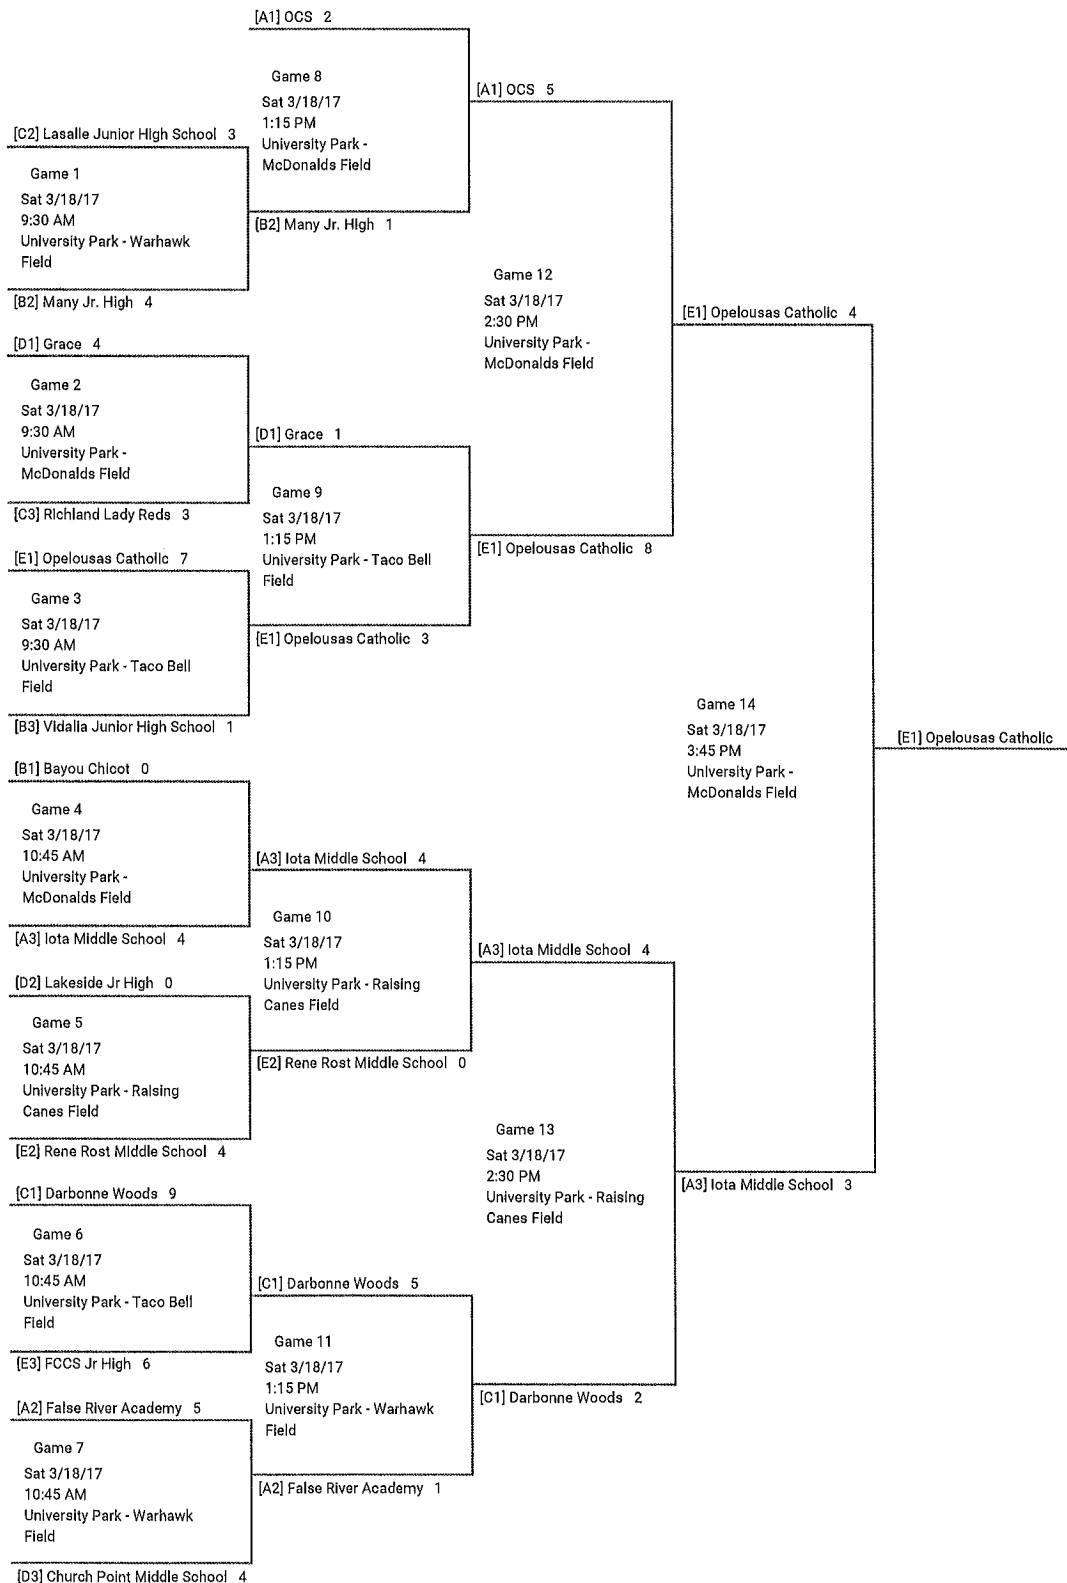 [A1] OCS 2
Game 8
Sat 3/18/17
1:15 PM
University Park -
McDonalds Field
[B2] Many Jr. High 1
[C2] Lasalle Junior High School 3
Game 1
Sat 3/18/17
9:30 AM
University Park - Warhawk
Field
[B2] Many Jr. High 4
[A1] OCS 5
Game 12
Sat 3/18/17
2:30 PM
University Park -
McDonalds Field
[E1] Opelousas Catholic 8
[D1] Grace 4
Game 2
Sat 3/18/17
9:30 AM
University Park -
McDonalds Field
[C3] Richland Lady Reds 3
[D1] Grace 1
Game 9
Sat 3/18/17
1:15 PM
University Park - Taco Bell
Field
[E1] Opelousas Catholic 3
[E1] Opelousas Catholic 7
Game 3
Sat 3/18/17
9:30 AM
University Park - Taco Bell
Field
[B3] Vidalia Junior High School 1
[E1] Opelousas Catholic 4
Game 14
Sat 3/18/17
3:45 PM
University Park -
McDonalds Field
[A3] Iota Middle School 3
[E1] Opelousas Catholic
[B1] Bayou Chicot 0
Game 4
Sat 3/18/17
10:45 AM
University Park -
McDonalds Field
[A3] Iota Middle School 4
[A3] Iota Middle School 4
Game 10
Sat 3/18/17
1:15 PM
University Park - Raising
Canes Field
[E2] Rene Rost Middle School 0
[D2] Lakeside Jr High 0
Game 5
Sat 3/18/17
10:45 AM
University Park - Raising
Canes Field
[E2] Rene Rost Middle School 4
[A3] Iota Middle School 4
Game 13
Sat 3/18/17
2:30 PM
University Park - Raising
Canes Field
[C1] Darbonne Woods 2
[C1] Darbonne Woods 9
Game 6
Sat 3/18/17
10:45 AM
University Park - Taco Bell
Field
[E3] FCCS Jr High 6
[C1] Darbonne Woods 5
Game 11
Sat 3/18/17
1:15 PM
University Park - Warhawk
Field
[A2] False River Academy 1
[A2] False River Academy 5
Game 7
Sat 3/18/17
10:45 AM
University Park - Warhawk
Field
[D3] Church Point Middle School 4